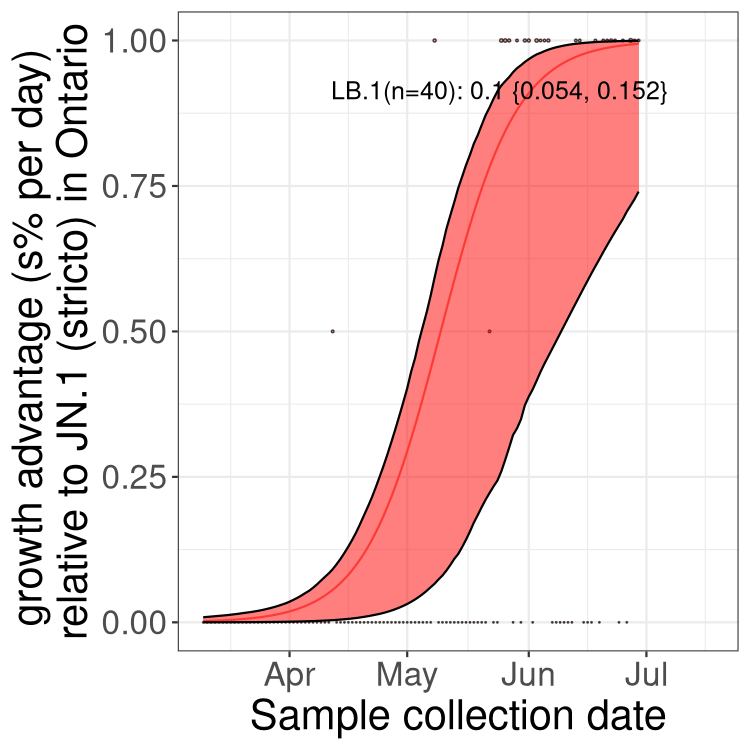 growth advantage (s% per day)
relative to JN.1 (stricto) in Ontario
1.00
0.75
0.50
0.25
0.00
LB.1(n=40): 0.1 {0.054, 0.152}
Apr May Jun Jul
Sample collection date